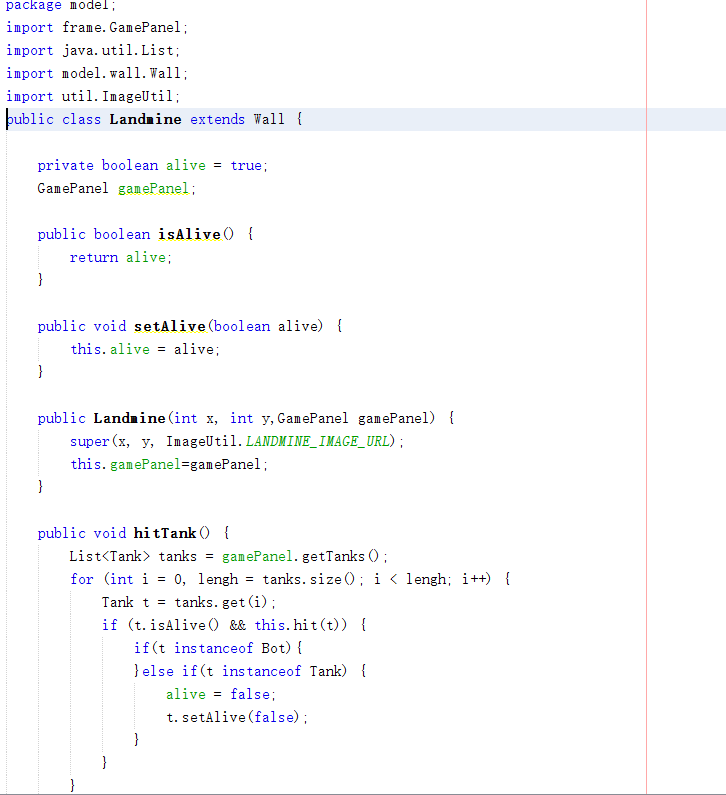 package model;
import frame.GamePanel;
import java.util.List;
import model.wall.Wall;
import util.ImageUtil;
public class Landmine extends Wall {
private boolean alive = true;
GamePanel gamePanel;
public boolean isAlive() {
return alive;
}
public void setAlive(boolean alive) {
this.alive = alive;
}
public Landmine(int x, int y,GamePanel gamePanel) {
super(x, y, ImageUtil.LANDMINE_IMAGE_URL);
this.gamePanel=gamePanel;
}
public void hitTank() {
List<Tank> tanks = gamePanel.getTanks();
for (int i = 0, lengh = tanks.size(); i < lengh; i++) {
Tank t = tanks.get(i);
if (t.isAlive() && this.hit(t)) {
if(t instanceof Bot){
}else if(t instanceof Tank) {
alive = false;
t.setAlive(false);
}
}
}